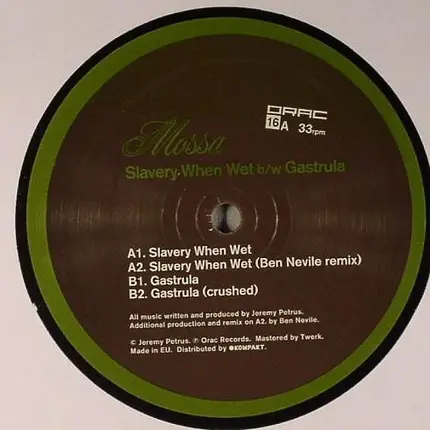 ORAC
16A 33rpm
Mossa
Slavery When Wet b/w Gastrula
A1. Slavery When Wet
A2. Slavery When Wet (Ben Nevile remix)
B1. Gastrula
B2. Gastrula (crushed)
All music written and produced by Jeremy Petrus.
Additional production and remix on A2. by Ben Nevile.
© Jeremy Petrus. ℗ Orac Records. Mastered by Twerk.
Made in EU. Distributed by KOMPAKT.